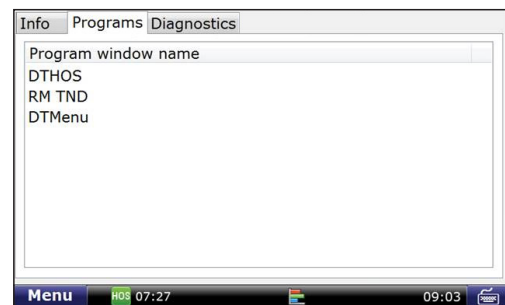 Info Programs Diagnostics
Program window name
DTHOS
RM TND
DTMenu
Menu HOS 07:27 09:03